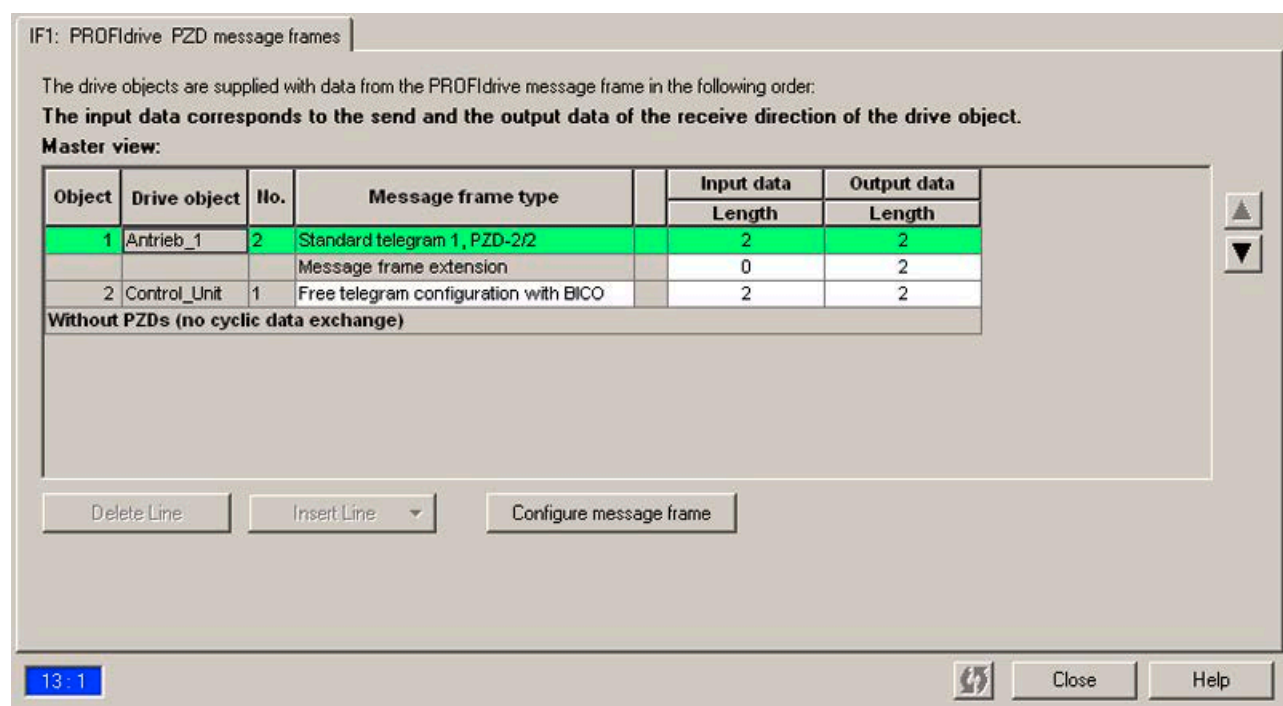 IF1: PROFIdrive PZD message frames
The drive objects are supplied with data from the PROFIdrive message frame in the following order:
The input data corresponds to the send and the output data of the receive direction of the drive object.
Master view:
Object Drive object No. Message frame type Input data Output data
Length Length
1 Antrieb_1 2 Standard telegram 1, PZD-2/2 2 2
Message frame extension 0 2
2 Control_Unit 1 Free telegram configuration with BICO 2 2
Without PZDs (no cyclic data exchange)
Delete Line Insert Line Configure message frame
13 : 1 Close Help